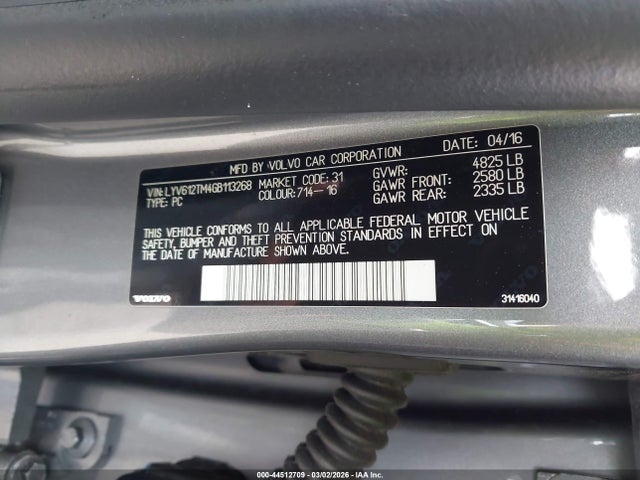 MFD BY VOLVO CAR CORPORATION DATE: 04/16
VIN: LYV612TM4GB113268 MARKET CODE: 31 GVWR: 4825 LB
TYPE: PC COLOUR: 714-16 GAWR FRONT: 2580 LB
GAWR REAR: 2335 LB
THIS VEHICLE CONFORMS TO ALL APPLICABLE FEDERAL MOTOR VEHICLE
SAFETY, BUMPER AND THEFT PREVENTION STANDARDS IN EFFECT ON
THE DATE OF MANUFACTURE SHOWN ABOVE.
VOLVO 31416040
000-44512709 - 03/02/2026 - IAA Inc.